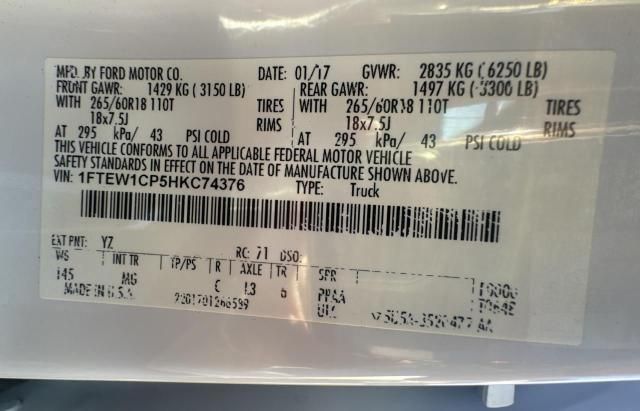 MFD. BY FORD MOTOR CO. DATE: 01/17 GVWR: 2835 KG (6250 LB)
FRONT GAWR: 1429 KG (3150 LB) REAR GAWR: 1497 KG (3300 LB)
WITH 265/60R18 110T TIRES WITH 265/60R18 110T TIRES
18x7.5J RIMS 18x7.5J RIMS
AT 295 kPa/ 43 PSI COLD AT 295 kPa/ 43 PSI COLD
THIS VEHICLE CONFORMS TO ALL APPLICABLE FEDERAL MOTOR VEHICLE
SAFETY STANDARDS IN EFFECT ON THE DATE OF MANUFACTURE SHOWN ABOVE.
VIN: 1FTEW1CP5HKC74376 TYPE: Truck
EXT PNT: YZ RC: 71 DSO:
WB INT TR TP/PS R AXLE TR SPR
145 MG C L3 6 PPAA
MADE IN U.S.A.